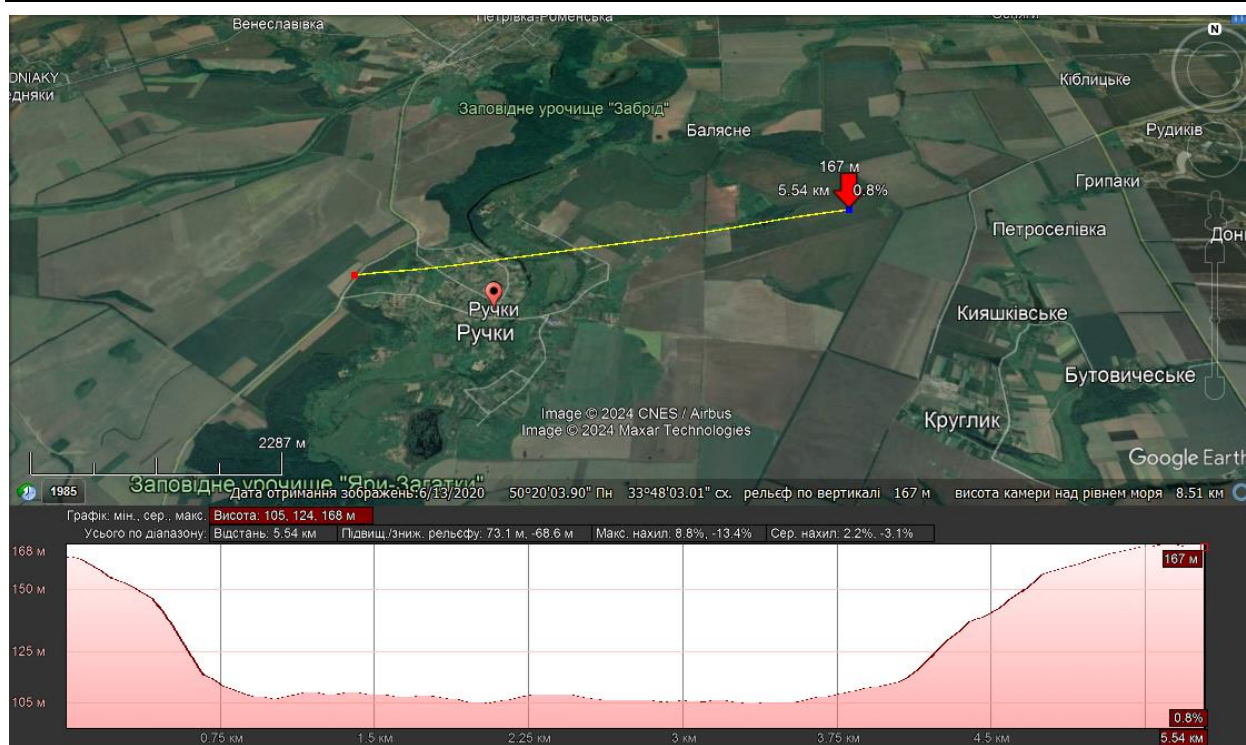 Венеславівка
Петрівка-Роменська
N
DNIAKY
едняки
Кіблицьке
Заповідне урочище "Забрід"
Балясне
Рудиків
167 м
5.54 км
0.8%
Грипаки
Петроселівка
Дон
Ручки
Ручки
Кияшківське
Бутовичеське
Круглик
Image © 2024 CNES / Airbus
Image © 2024 Maxar Technologies
2287 м
Google Earth
Заповідне урочище "Яри-Загатки"
1985
Дата отримання зображень:6/13/2020 50°20'03.90" Пн 33°48'03.01" сх. рельєф по вертикалі 167 м висота камери над рівнем моря 8.51 км
Графік: мін., сер., макс. Висота: 105, 124, 168 м
Усього по діапазону: Відстань: 5.54 км Підвищ./зниж. рельєфу: 73.1 м, -68.6 м Макс. нахил: 8.8%, -13.4% Сер. нахил: 2.2%, -3.1%
168 м
167 м
150 м
125 м
105 м
0.8%
0.75 км 1.5 км 2.25 км 3 км 3.75 км 4.5 км 5.54 км